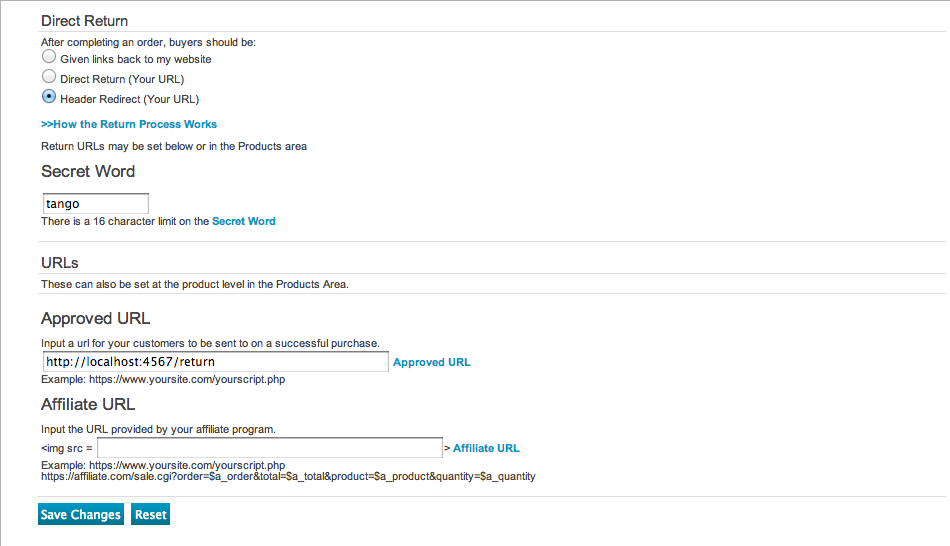 Direct Return
After completing an order, buyers should be:
Given links back to my website
Direct Return (Your URL)
Header Redirect (Your URL)
>>How the Return Process Works
Return URLs may be set below or in the Products area
Secret Word
tango
There is a 16 character limit on the Secret Word
URLs
These can also be set at the product level in the Products Area.
Approved URL
Input a url for your customers to be sent to on a successful purchase.
http://localhost:4567/return Approved URL
Example: https://www.yoursite.com/yourscript.php
Affiliate URL
Input the URL provided by your affiliate program.
<img src = > Affiliate URL
Example: https://www.yoursite.com/yourscript.php
https://affiliate.com/sale.cgi?order=$a_order&total=$a_total&product=$a_product&quantity=$a_quantity
Save Changes Reset